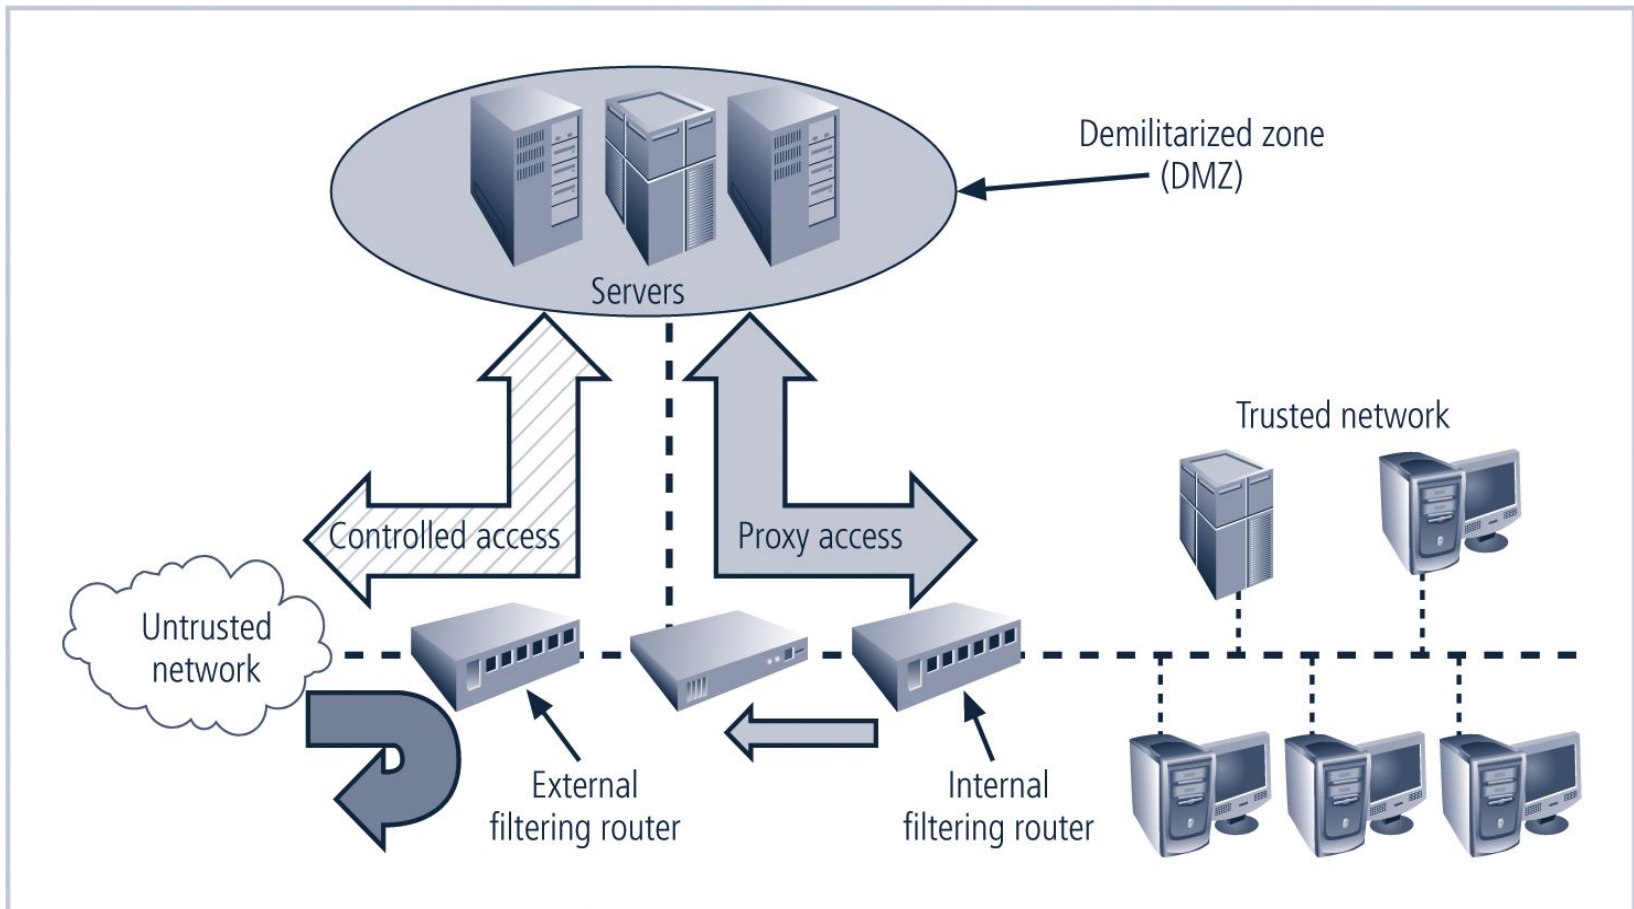 Demilitarized zone
(DMZ)
Servers
Trusted network
Controlled access
Proxy access
Untrusted
network
External
filtering router
Internal
filtering router